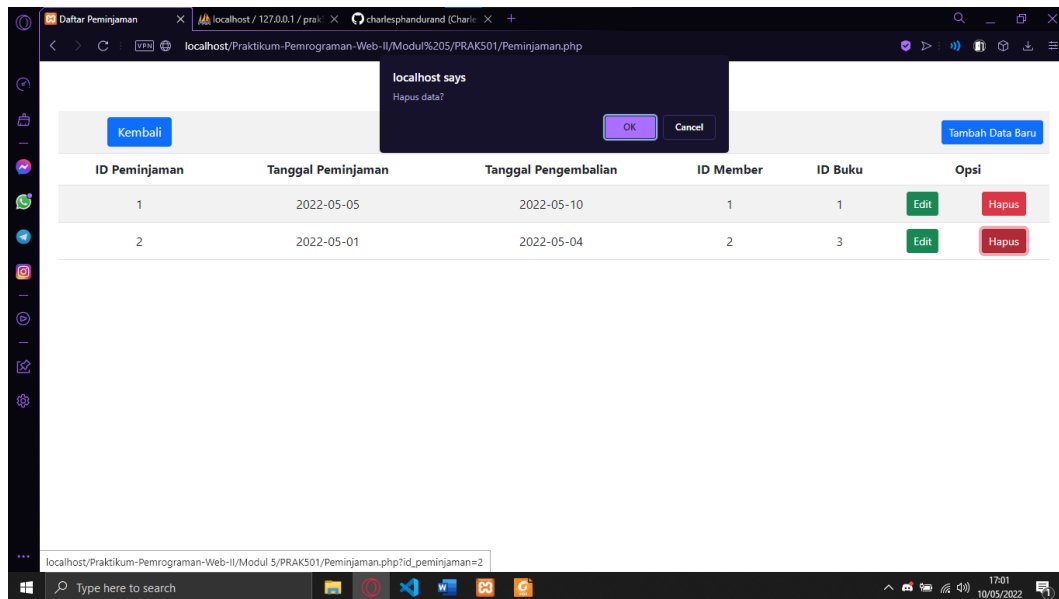 Daftar Peminjaman
localhost / 127.0.0.1 / prak
charlesphandurand (Charle
VPN localhost/Praktikum-Pemrograman-Web-II/Modul%205/PRAK501/Peminjaman.php
localhost says
Hapus data?
OK Cancel
Kembali Tambah Data Baru
ID Peminjaman Tanggal Peminjaman Tanggal Pengembalian ID Member ID Buku Opsi
1 2022-05-05 2022-05-10 1 1 Edit Hapus
2 2022-05-01 2022-05-04 2 3 Edit Hapus
localhost/Praktikum-Pemrograman-Web-II/Modul 5/PRAK501/Peminjaman.php?id_peminjaman=2
Type here to search
17:01
10/05/2022